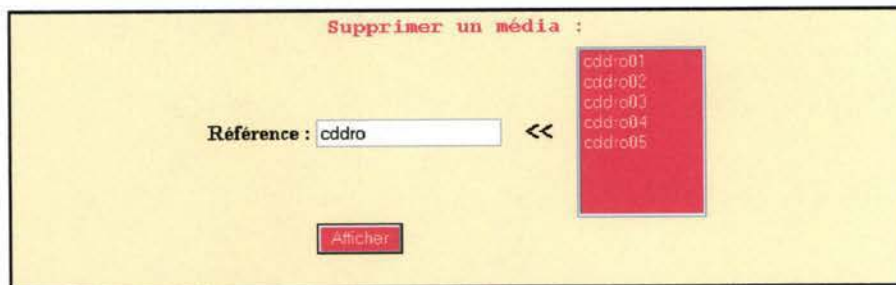 Supprimer un média :
Référence : cddro <<
cddro01
cddro02
cddro03
cddro04
cddro05
Afficher